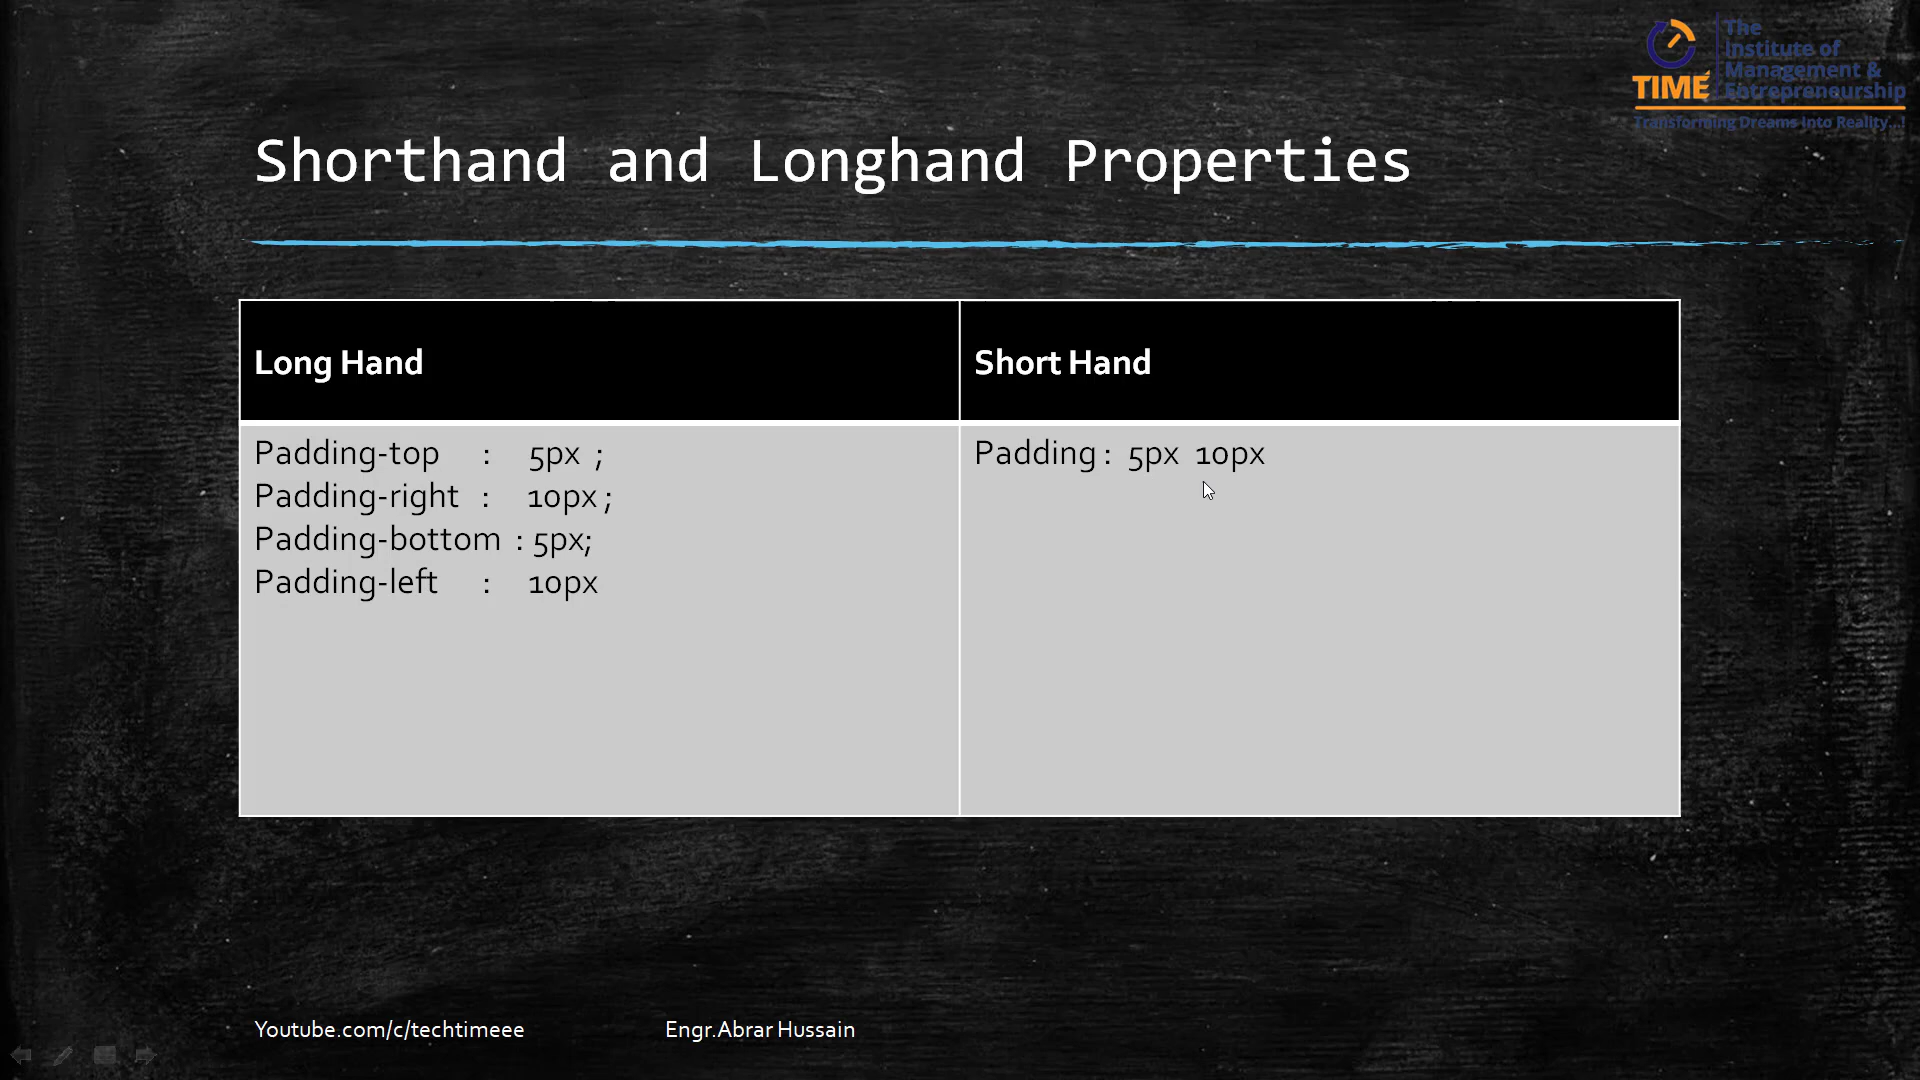 The
Institute of
Management &
TIME Entrepreneurship
Transforming Dreams Into Reality...!
Shorthand and Longhand Properties
Long Hand
Short Hand
Padding-top : 5px ;
Padding-right : 10px ;
Padding-bottom : 5px;
Padding-left : 10px
Padding : 5px 10px
Youtube.com/c/techtimeee
Engr.Abrar Hussain